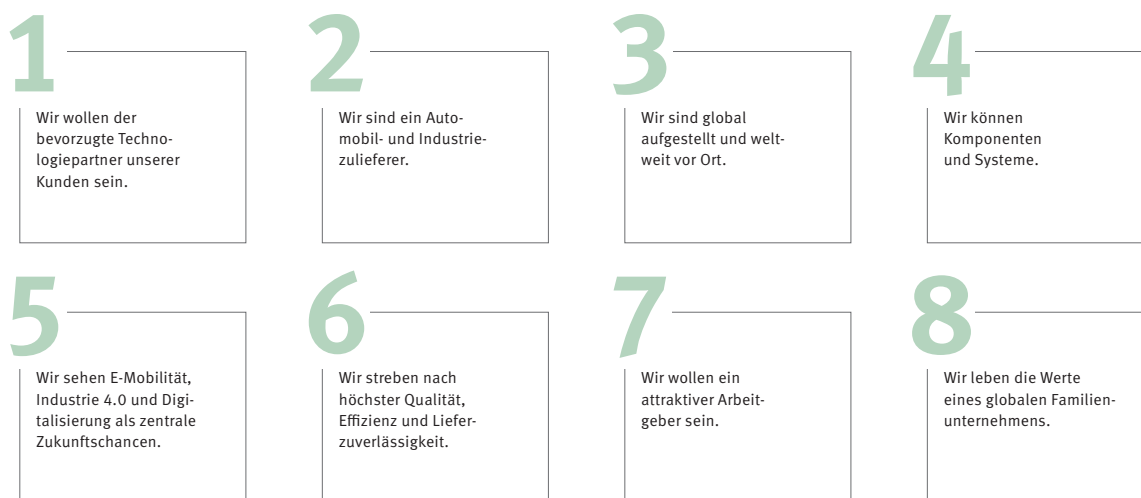 1
Wir wollen der
bevorzugte Techno-
logiepartner unserer
Kunden sein.
2
Wir sind ein Auto-
mobil- und Industrie-
zulieferer.
3
Wir sind global
aufgestellt und welt-
weit vor Ort.
4
Wir können
Komponenten
und Systeme.
5
Wir sehen E-Mobilität,
Industrie 4.0 und Digi-
talisierung als zentrale
Zukunftschancen.
6
Wir streben nach
höchster Qualität,
Effizienz und Liefer-
zuverlässigkeit.
7
Wir wollen ein
attraktiver Arbeit-
geber sein.
8
Wir leben die Werte
eines globalen Familien-
unternehmens.